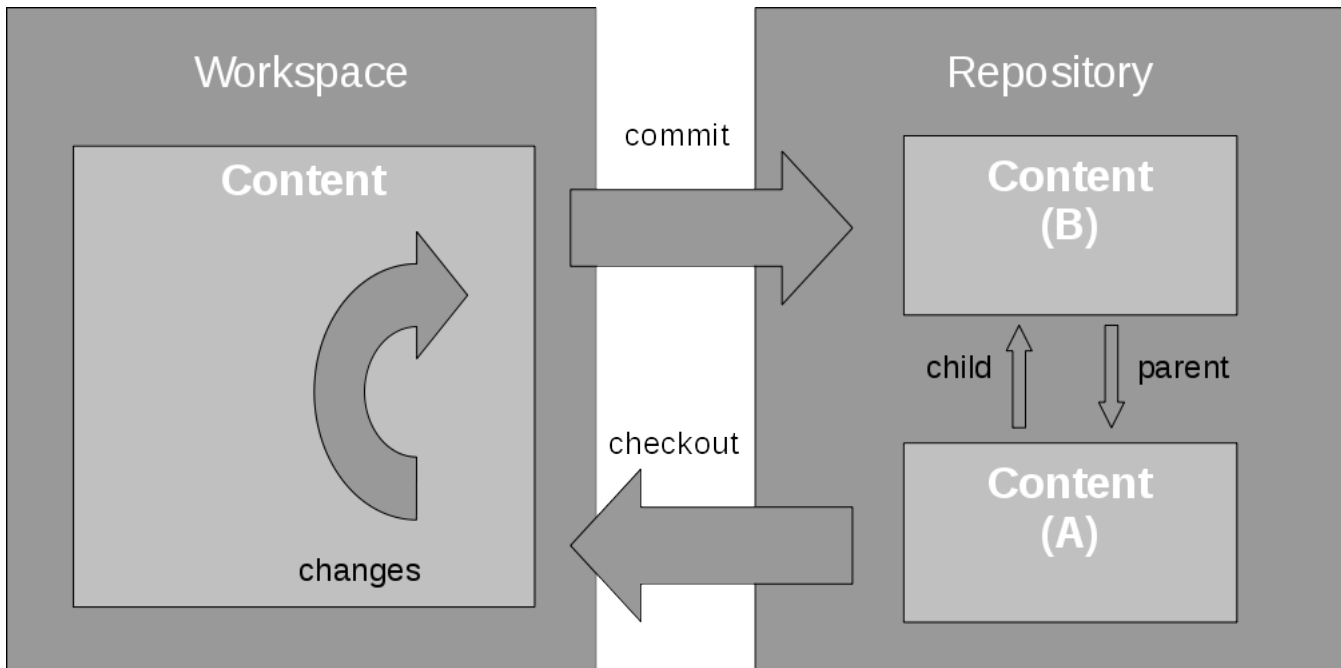 Workspace
Content
changes
commit
checkout
Repository
Content
(B)
child
parent
Content
(A)